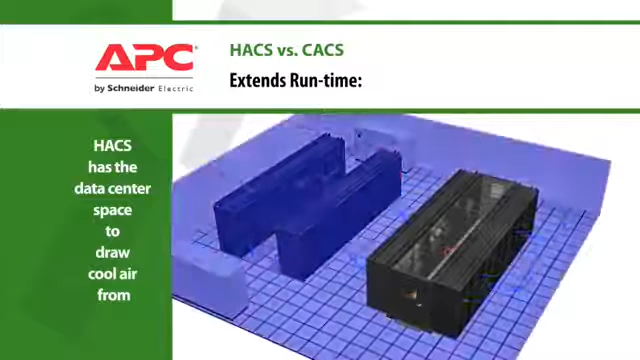 APC
by Schneider Electric
HACS vs. CACS
Extends Run-time:
HACS
has the
data center
space
to
draw
cool air
from